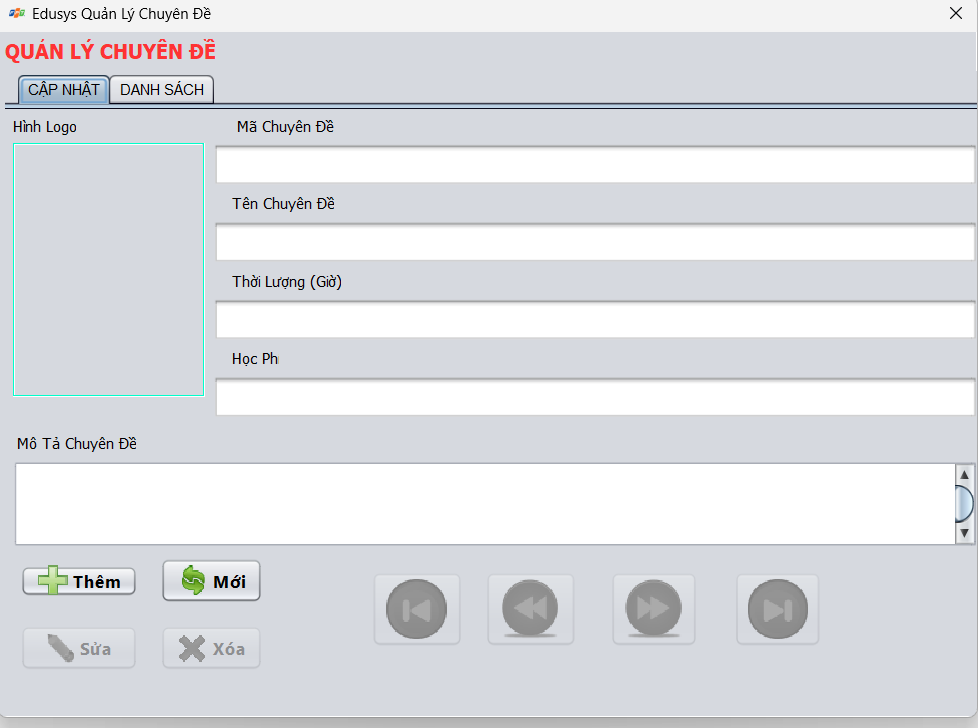 Edusys Quản Lý Chuyên Đề
QUẢN LÝ CHUYÊN ĐỀ
CẬP NHẬT DANH SÁCH
Hình Logo
Mã Chuyên Đề
Tên Chuyên Đề
Thời Lượng (Giờ)
Học Phı
Mô Tả Chuyên Đề
Thêm Mới
Sửa Xóa